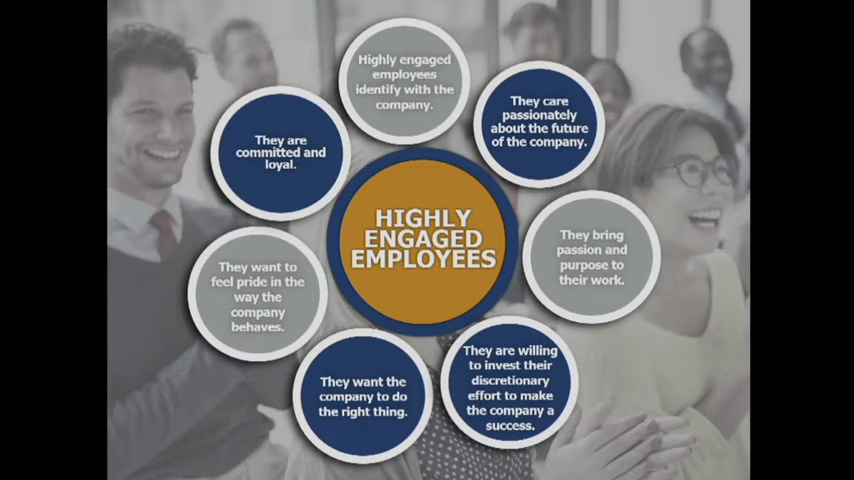 HIGHLY
ENGAGED
EMPLOYEES
Highly engaged
employees
identify with the
company.
They care
passionately
about the future
of the company.
They bring
passion and
purpose to
their work.
They are willing
to invest their
discretionary
effort to make
the company a
success.
They want the
company to do
the right thing.
They want to
feel pride in the
way the
company
behaves.
They are
committed and
loyal.